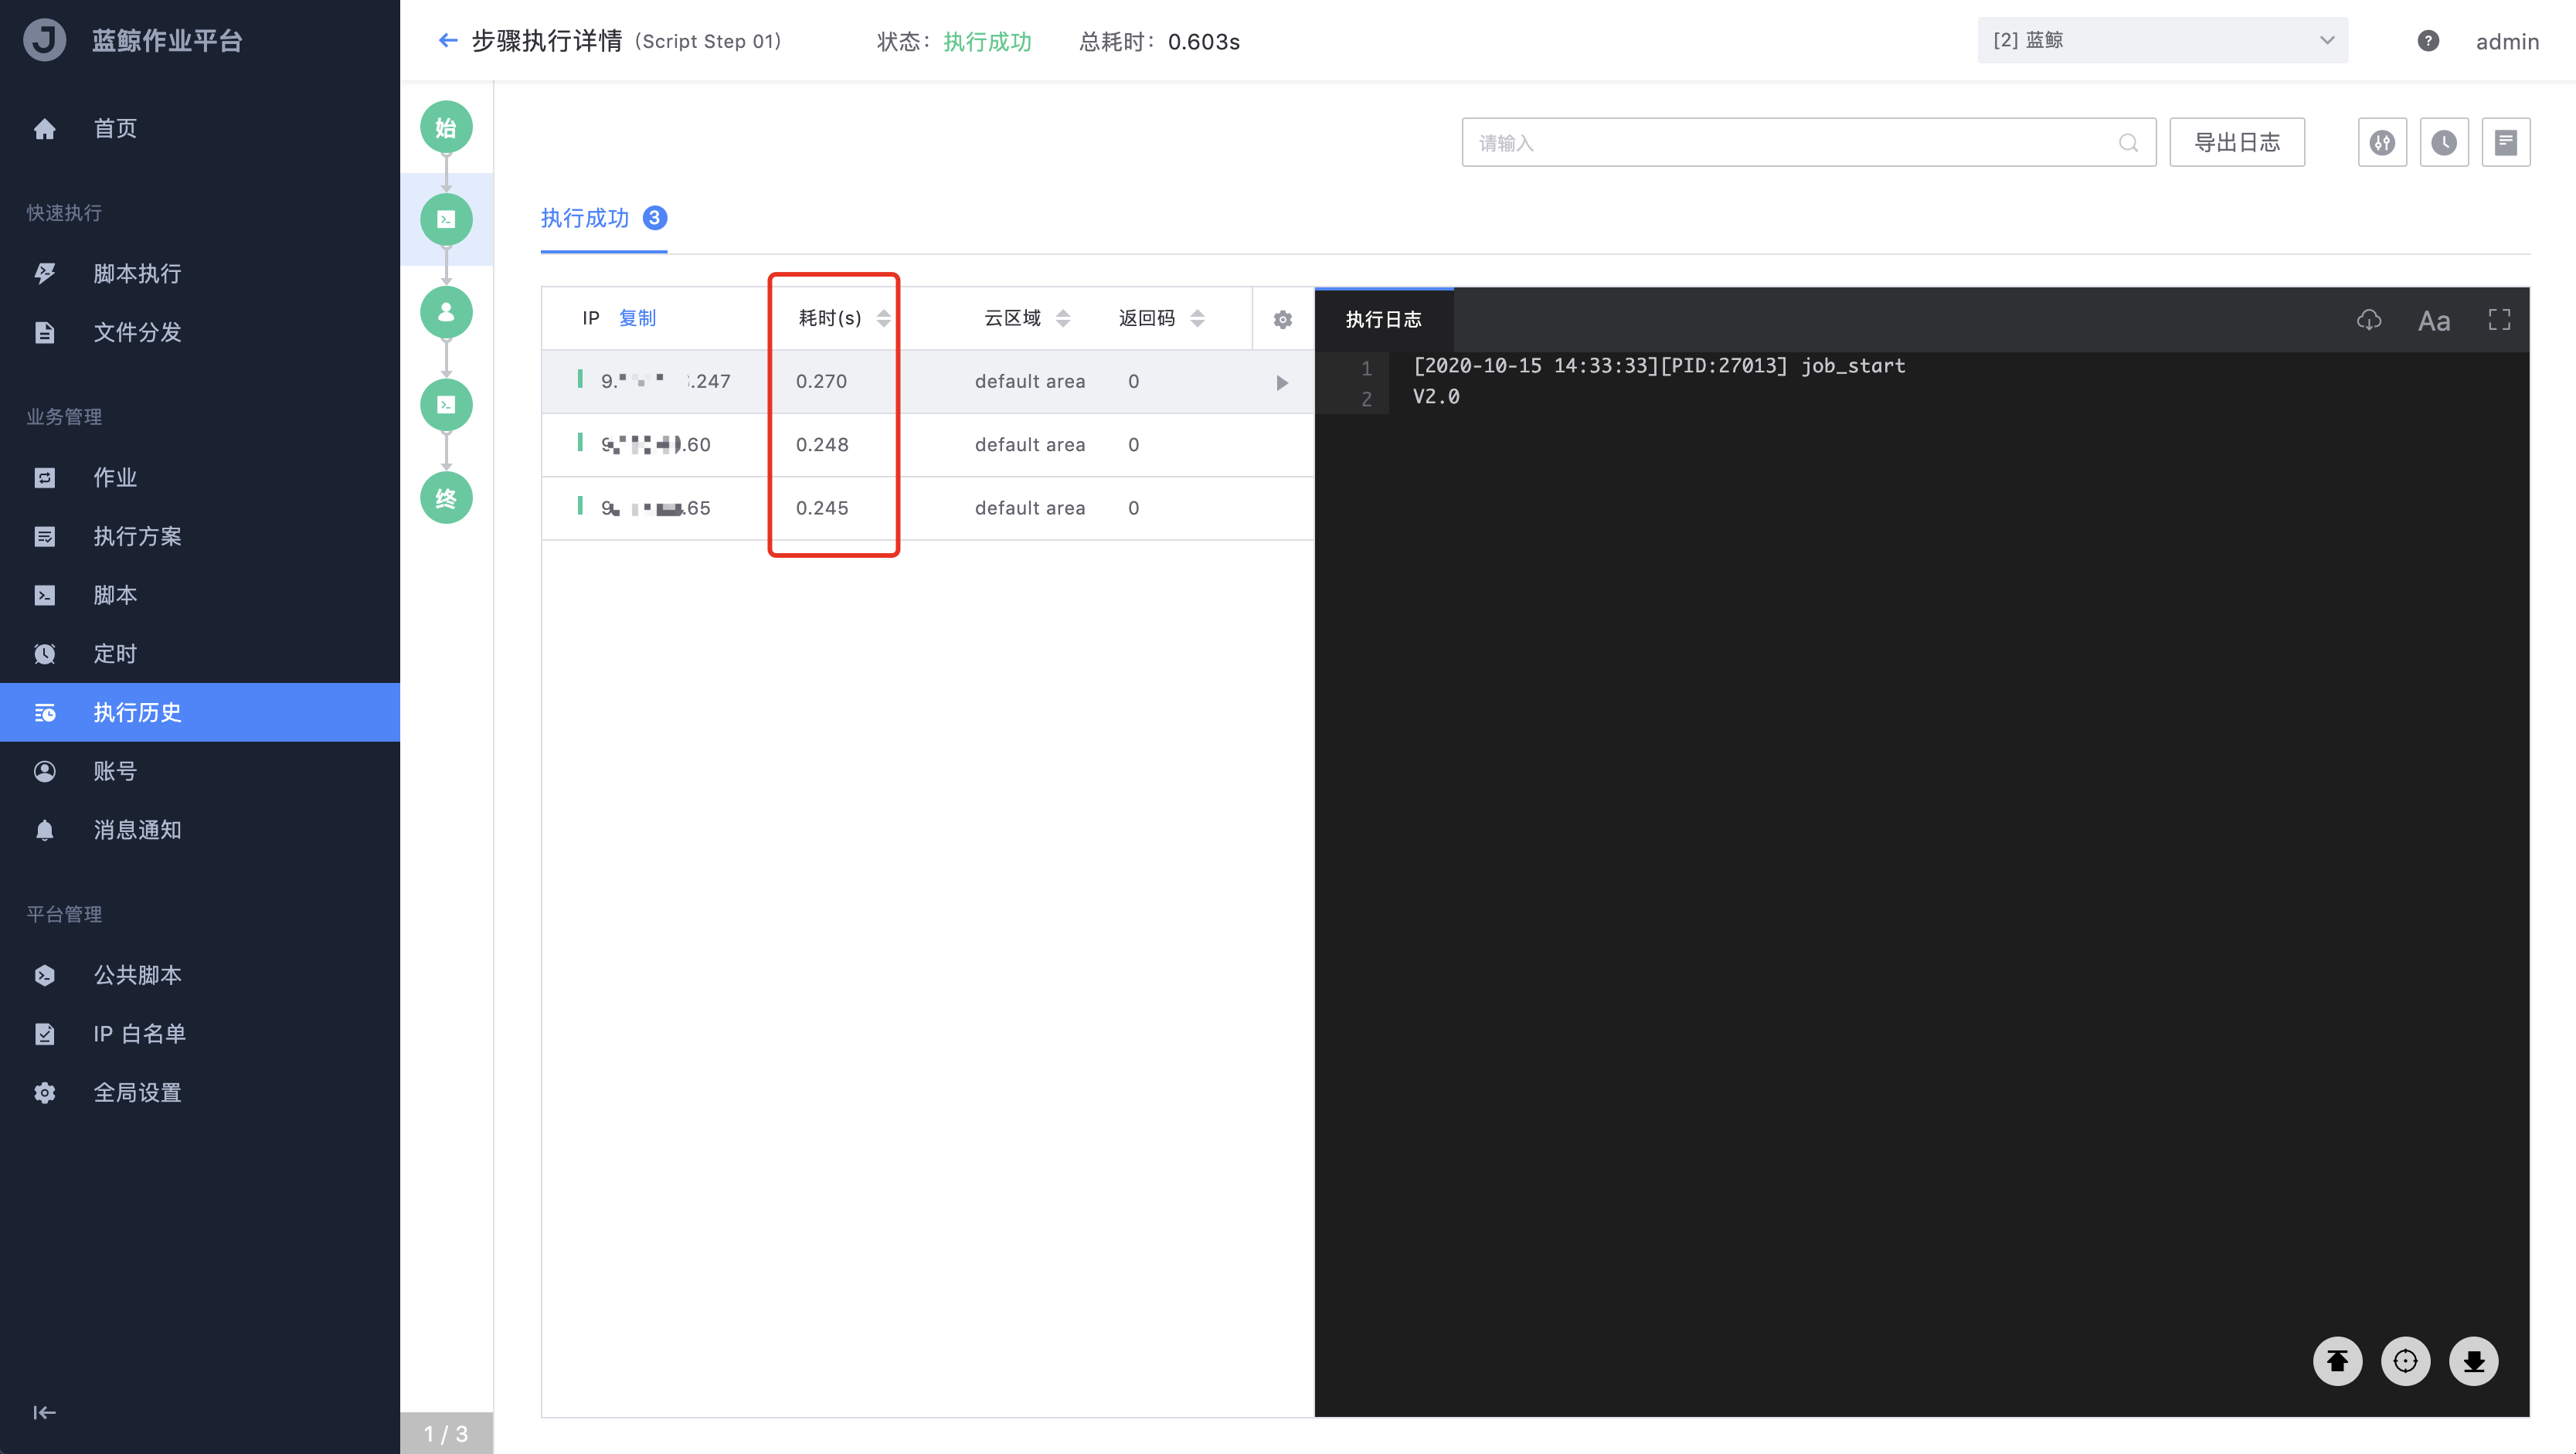 蓝鲸作业平台
首页
快速执行
脚本执行
文件分发
业务管理
作业
执行方案
脚本
定时
执行历史
账号
消息通知
平台管理
公共脚本
IP 白名单
全局设置
步骤执行详情 (Script Step 01) 状态: 执行成功 总耗时: 0.603s
[2] 蓝鲸
? admin
始
终
1 / 3
请输入
导出日志
执行成功 3
IP 复制 耗时(s) 云区域 返回码
9. .247 0.270 default area 0
9 .60 0.248 default area 0
9 .65 0.245 default area 0
执行日志
Aa
1 [2020-10-15 14:33:33][PID:27013] job_start
2 V2.0